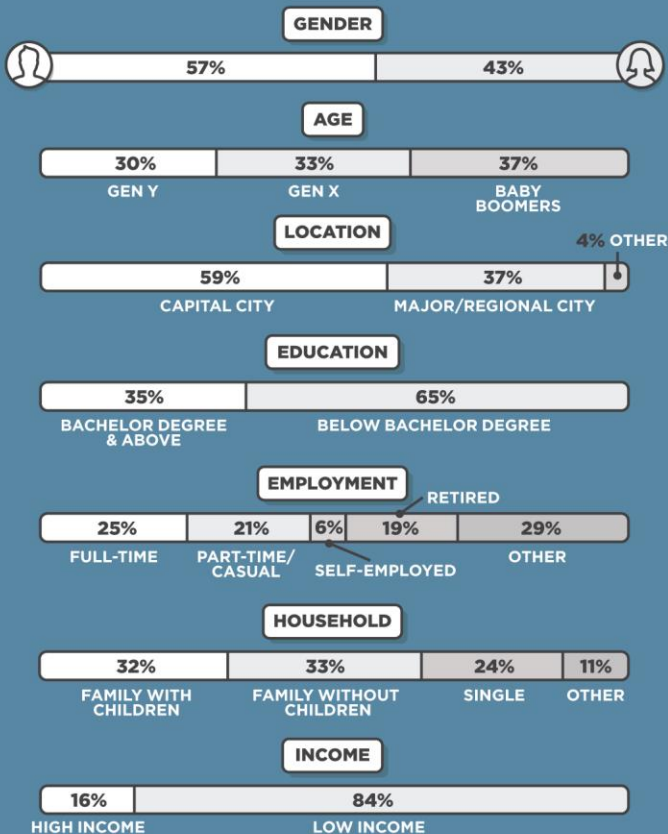 GENDER
57% 43%
AGE
30% 33% 37%
GEN Y GEN X BABY
BOOMERS
LOCATION
4% OTHER
59% 37%
CAPITAL CITY MAJOR/REGIONAL CITY
EDUCATION
35% 65%
BACHELOR DEGREE BELOW BACHELOR DEGREE
& ABOVE
EMPLOYMENT
RETIRED
25% 21% 6% 19% 29%
FULL-TIME PART-TIME/ SELF-EMPLOYED OTHER
CASUAL
HOUSEHOLD
32% 33% 24% 11%
FAMILY WITH FAMILY WITHOUT SINGLE OTHER
CHILDREN CHILDREN
INCOME
16% 84%
HIGH INCOME LOW INCOME